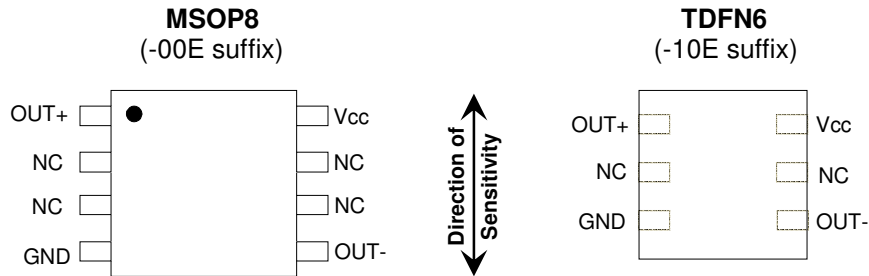 MSOP8
(-00E suffix)
OUT+
NC
NC
GND
Vcc
NC
NC
OUT-
Direction of
Sensitivity
TDFN6
(-10E suffix)
OUT+
NC
GND
Vcc
NC
OUT-